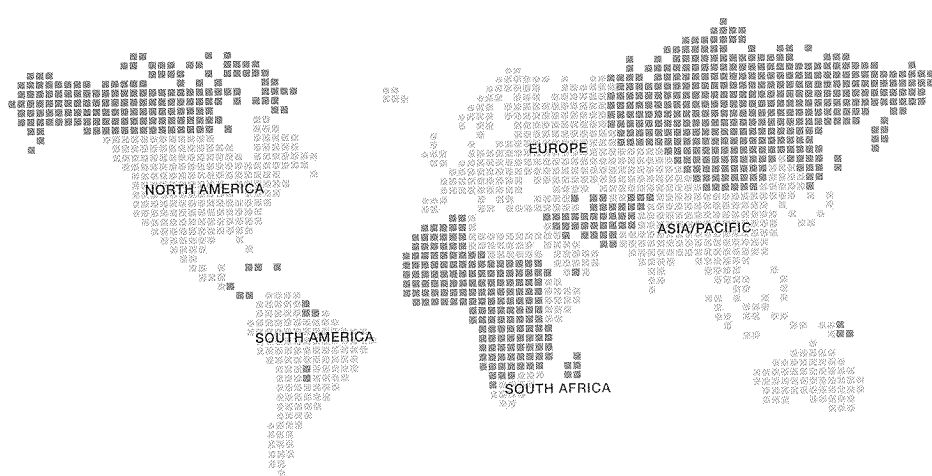 EUROPE
NORTH AMERICA
ASIA/PACIFIC
SOUTH AMERICA
SOUTH AFRICA